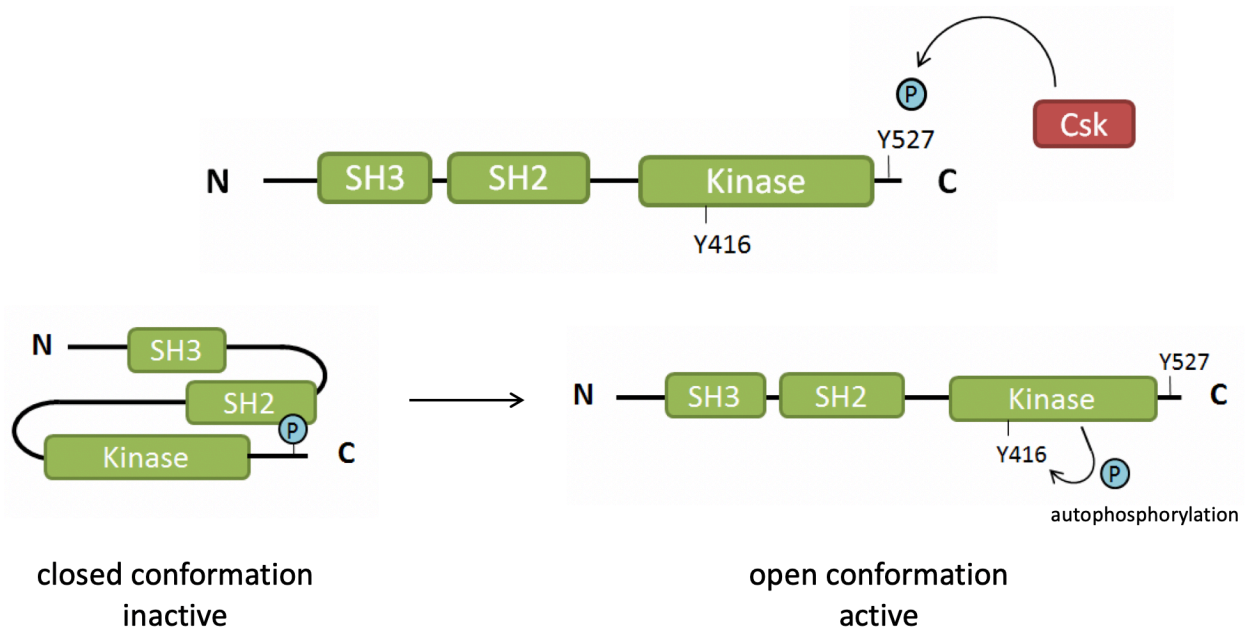 P
Csk
Y527
N
SH3
SH2
Kinase
C
Y416
N
SH3
SH2
P
Kinase
C
Y527
N
SH3
SH2
Kinase
C
Y416
P
autophosphorylation
closed conformation
inactive
open conformation
active